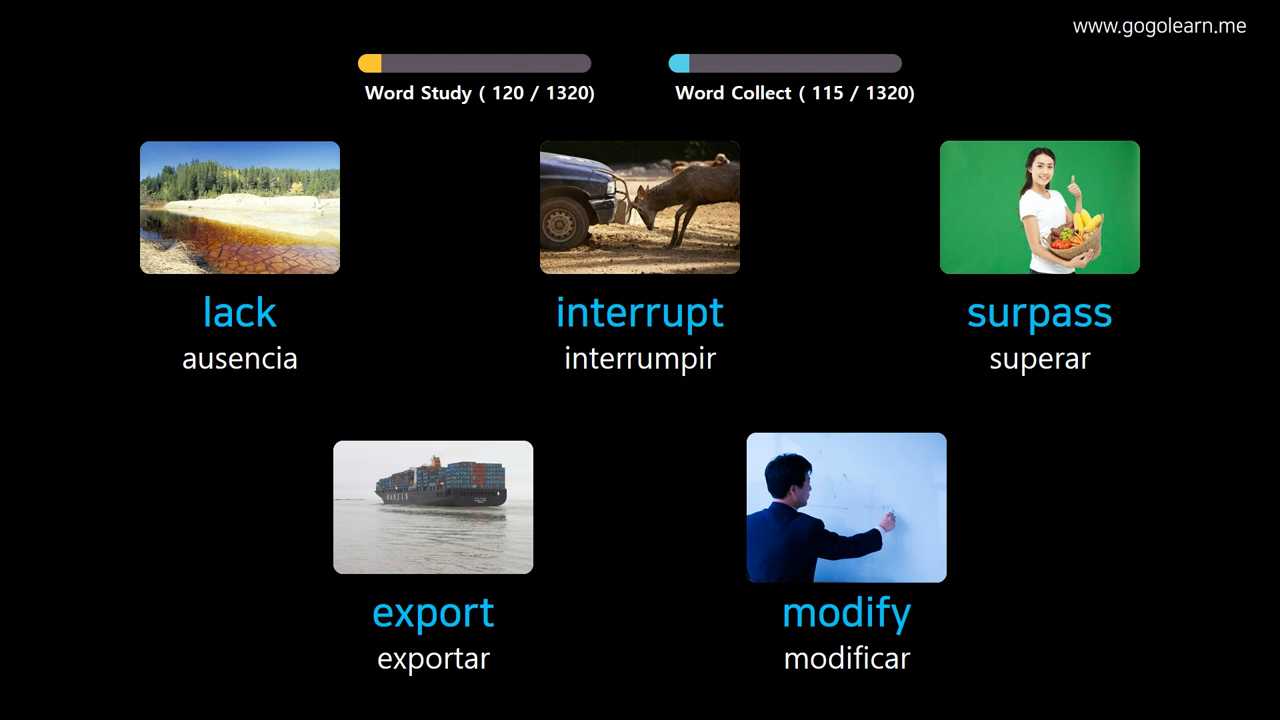 www.gogolearn.me
Word Study ( 120 / 1320)
Word Collect ( 115 / 1320)
lack
ausencia
interrupt
interrumpir
surpass
superar
export
exportar
modify
modificar